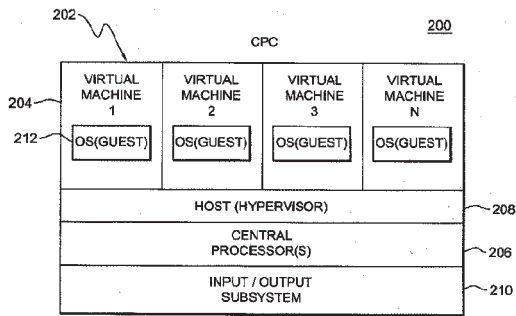 202
CPC
200
VIRTUAL MACHINE 1
VIRTUAL MACHINE 2
VIRTUAL MACHINE 3
VIRTUAL MACHINE N
204
212
OS(GUEST)
OS(GUEST)
OS(GUEST)
OS(GUEST)
HOST (HYPERVISOR)
208
CENTRAL
PROCESSOR(S)
206
INPUT / OUTPUT
SUBSYSTEM
210